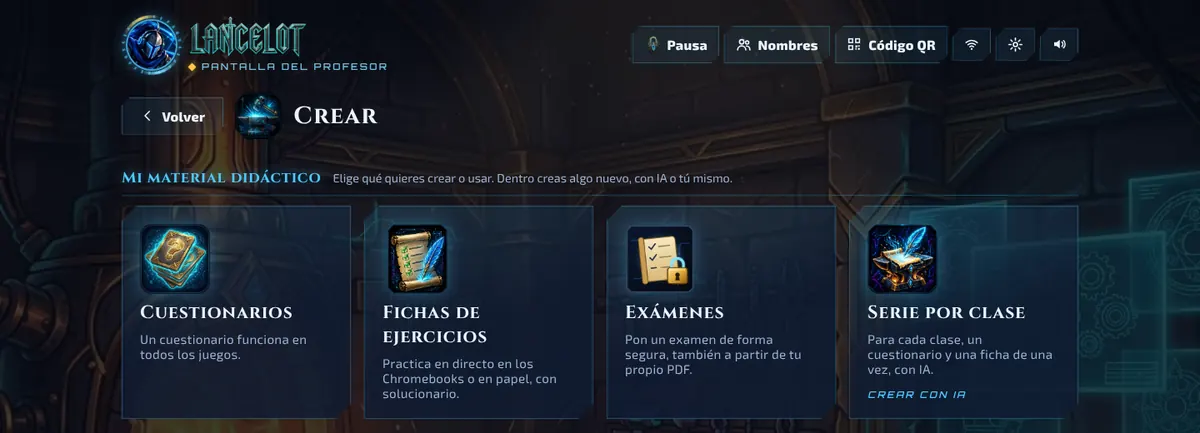 LANCELOT
PANTALLA DEL PROFESOR
Pausa
Nombres
Código QR
Volver
Crear
Mi material didáctico
Elige qué quieres crear o usar. Dentro creas algo nuevo, con IA o tú mismo.
Cuestionarios
Un cuestionario funciona en
todos los juegos.
Fichas de
ejercicios
Practica en directo en los
Chromebooks o en papel, con
solucionario.
Exámenes
Pon un examen de forma
segura, también a partir de tu
propio PDF.
Serie por clase
Para cada clase, un
cuestionario y una ficha de una
vez, con IA.
CREAR CON IA